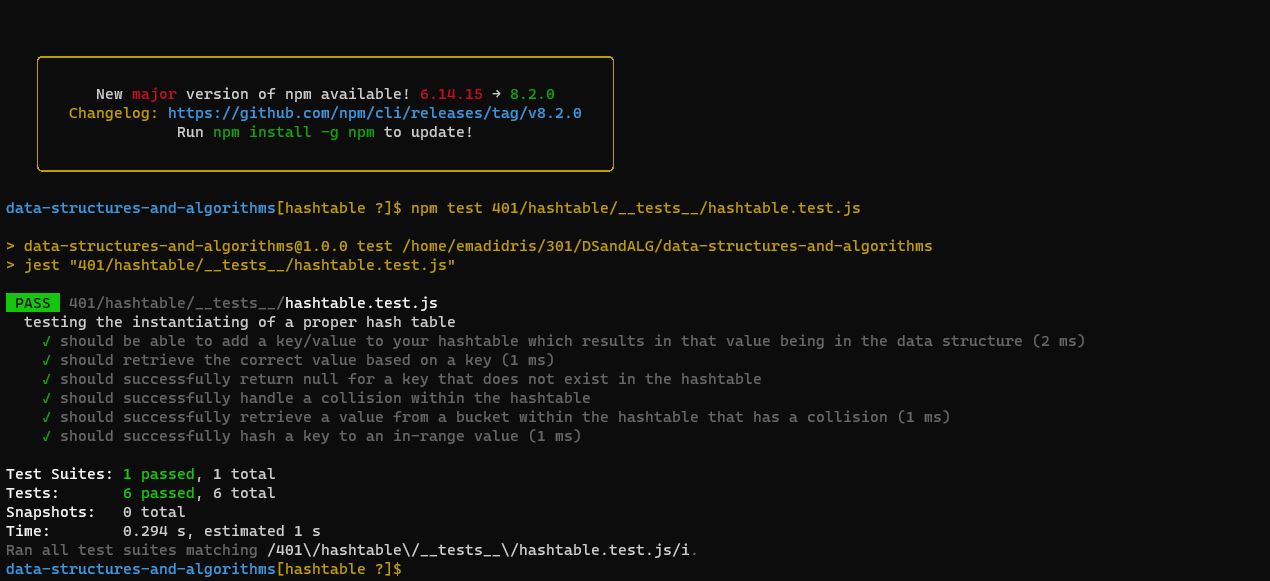 New major version of npm available! 6.14.15 → 8.2.0
Changelog: https://github.com/npm/cli/releases/tag/v8.2.0
Run npm install -g npm to update!
data-structures-and-algorithms[hashtable ?]$ npm test 401/hashtable/__tests__/hashtable.test.js
> data-structures-and-algorithms@1.0.0 test /home/emadidris/301/DSandALG/data-structures-and-algorithms
> jest "401/hashtable/__tests__/hashtable.test.js"
PASS 401/hashtable/__tests__/hashtable.test.js
testing the instantiating of a proper hash table
✓ should be able to add a key/value to your hashtable which results in that value being in the data structure (2 ms)
✓ should retrieve the correct value based on a key (1 ms)
✓ should successfully return null for a key that does not exist in the hashtable
✓ should successfully handle a collision within the hashtable
✓ should successfully retrieve a value from a bucket within the hashtable that has a collision (1 ms)
✓ should successfully hash a key to an in-range value (1 ms)
Test Suites: 1 passed, 1 total
Tests: 6 passed, 6 total
Snapshots: 0 total
Time: 0.294 s, estimated 1 s
Ran all test suites matching /401\/hashtable\/__tests__\/hashtable.test.js/i.
data-structures-and-algorithms[hashtable ?]$